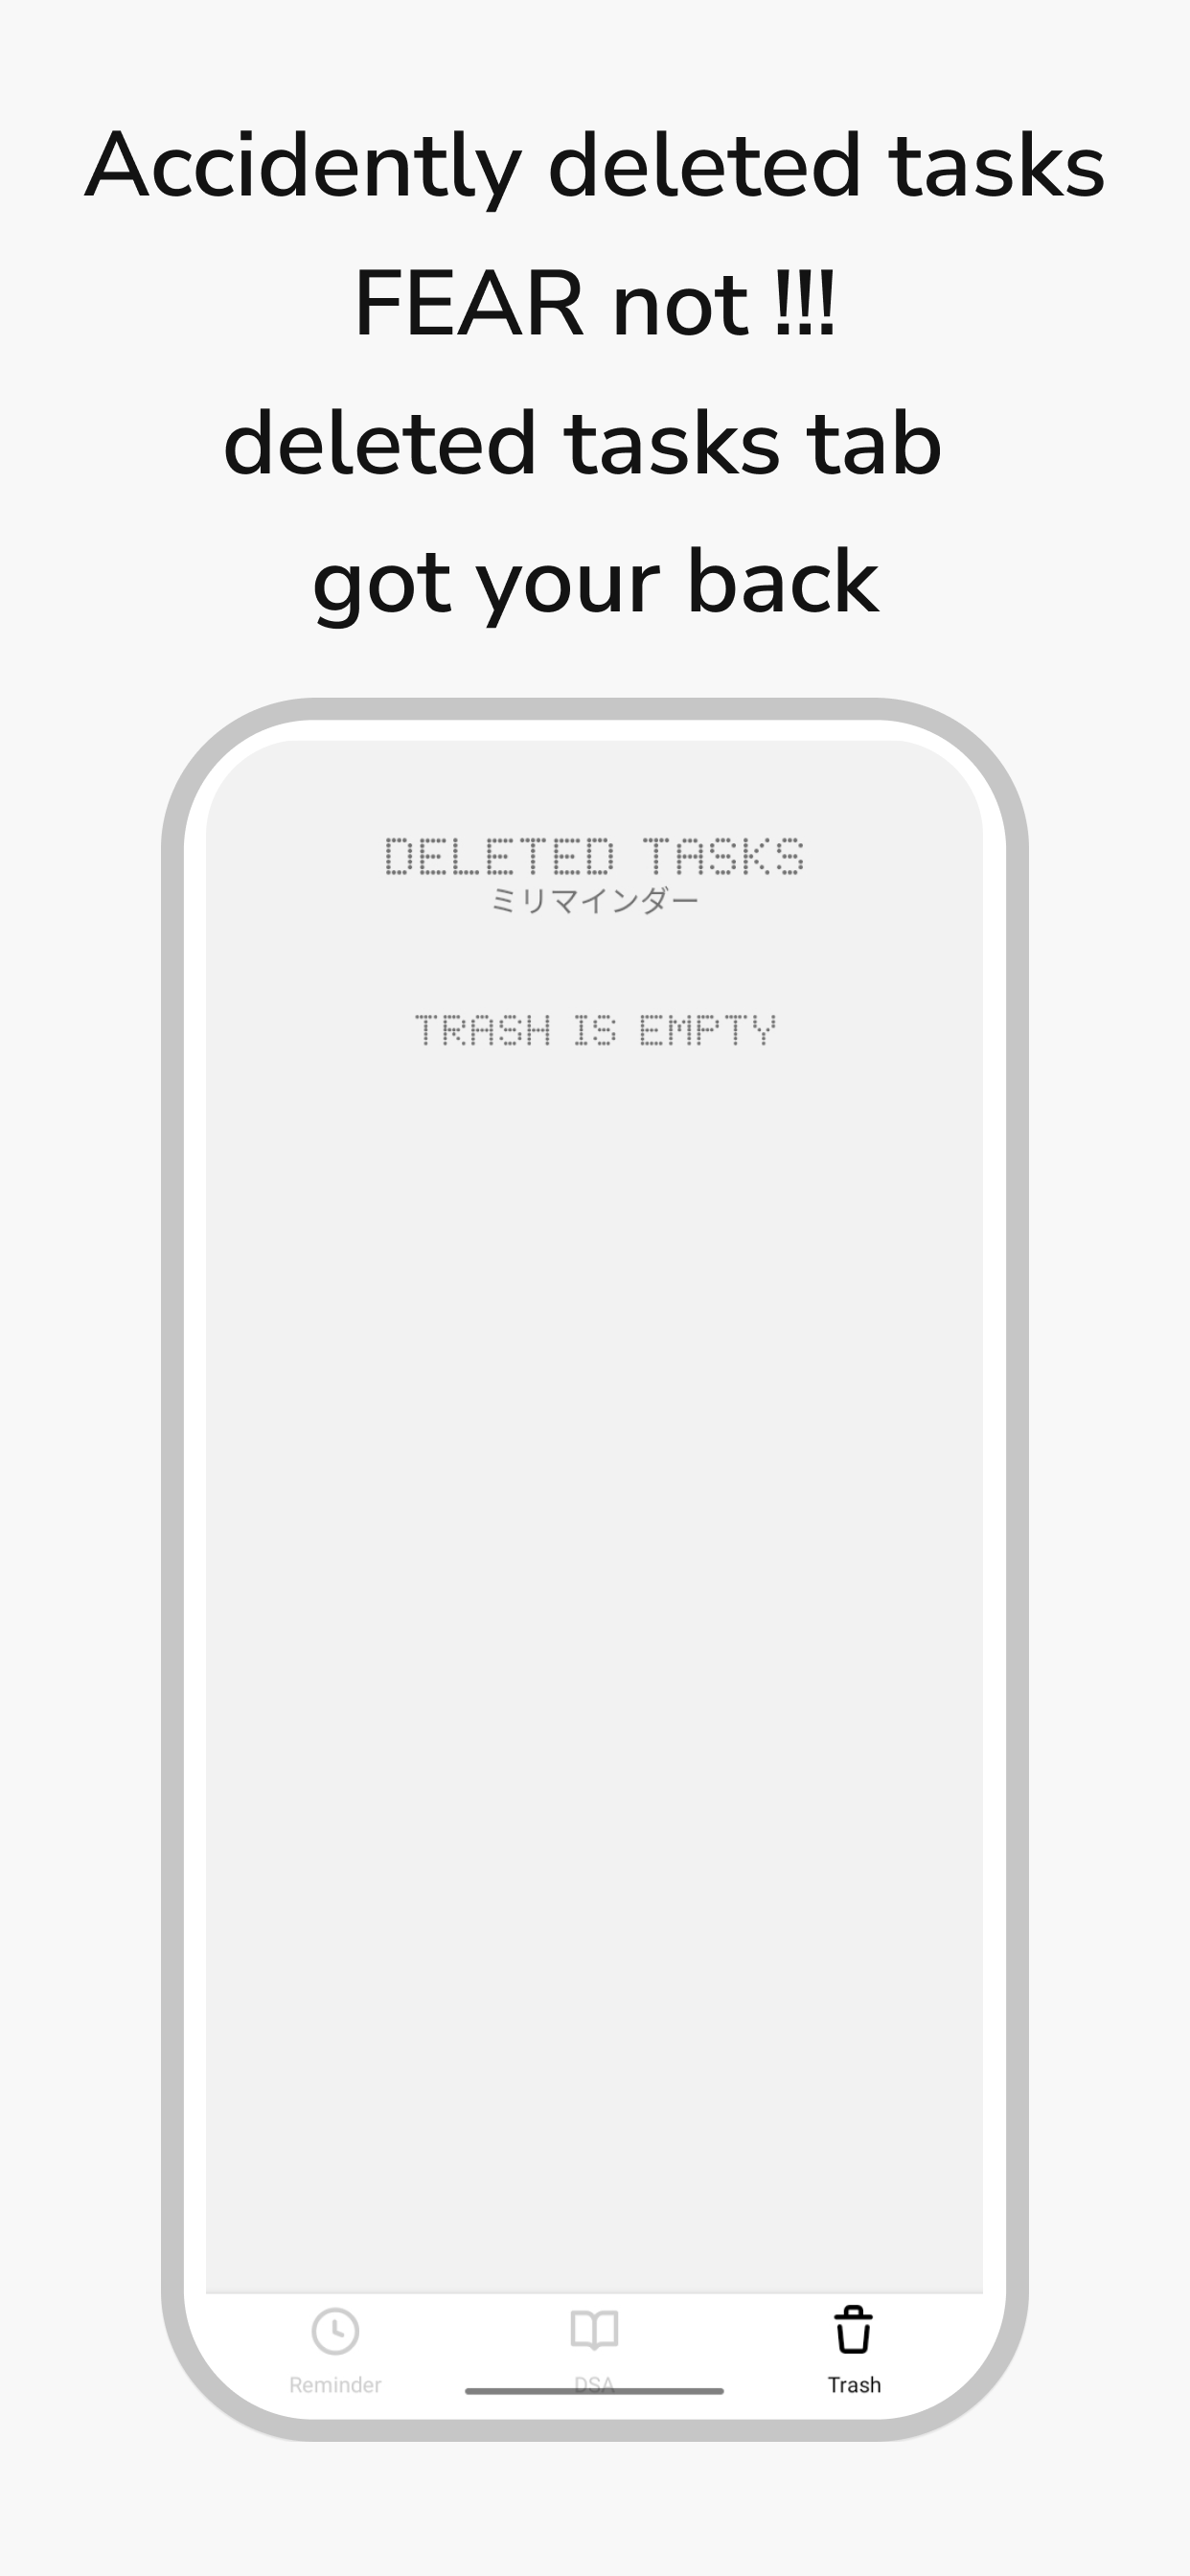 Accidently deleted tasks
FEAR not !!!
deleted tasks tab
got your back
DELETED TASKS
ミリマインダー
TRASH IS EMPTY
Reminder
DSA
Trash